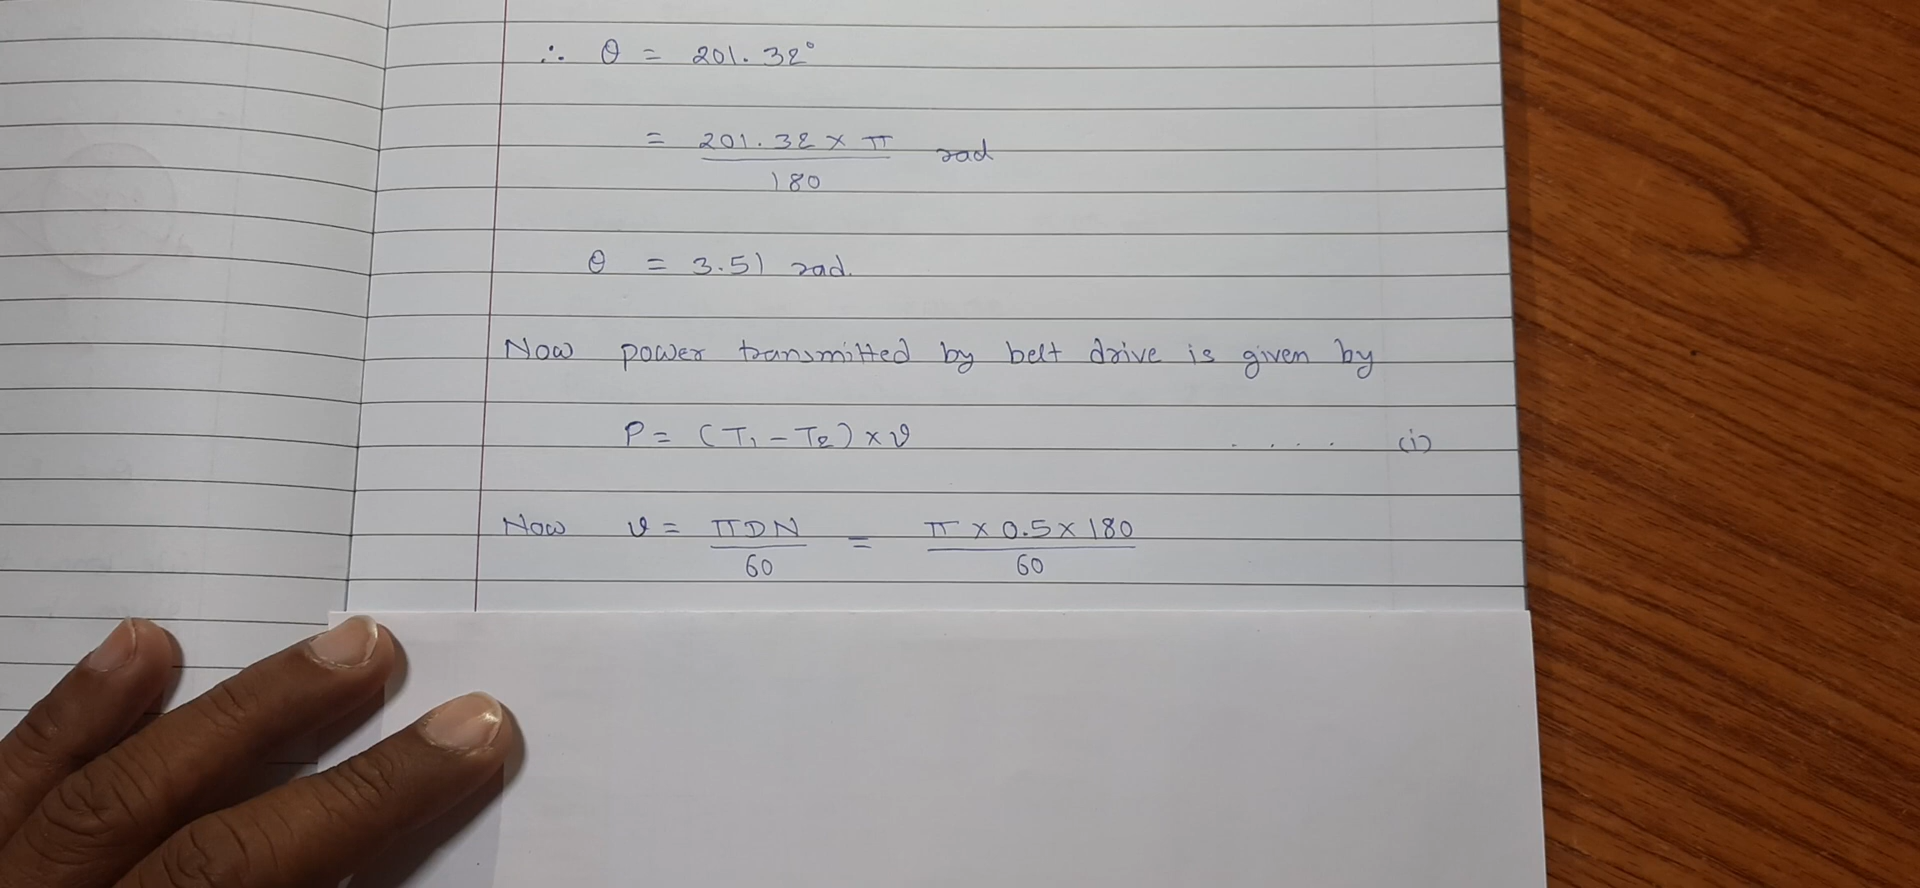 ∴ θ = 201.32°
= 201.32 × π / 180 rad
θ = 3.51 rad.
Now power transmitted by belt drive is given by
P = (T₁ – T₂) × v .... (i)
Now v = πDN / 60 = π × 0.5 × 180 / 60